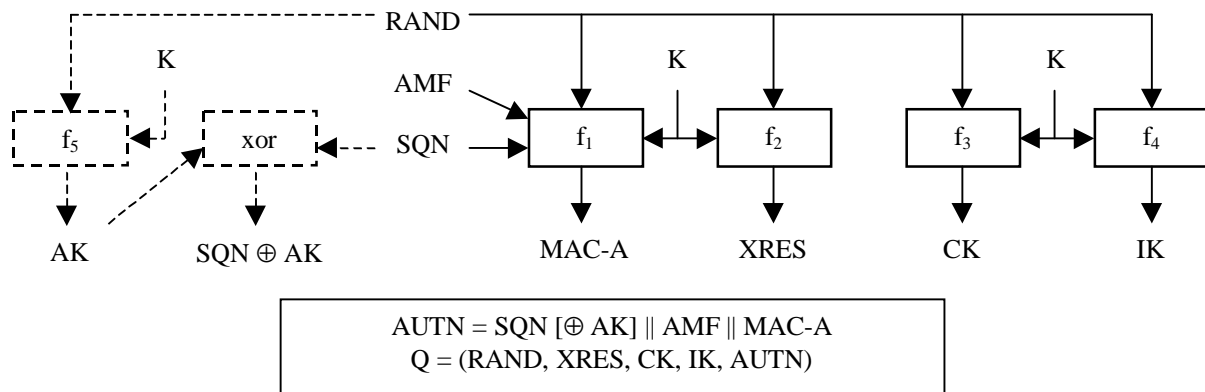 RAND
K
K
AMF
f₅
xor
SQN
f₁
f₂
f₃
f₄
AK
SQN ⊕ AK
MAC-A
XRES
CK
IK
AUTN = SQN [⊕ AK] || AMF || MAC-A
Q = (RAND, XRES, CK, IK, AUTN)